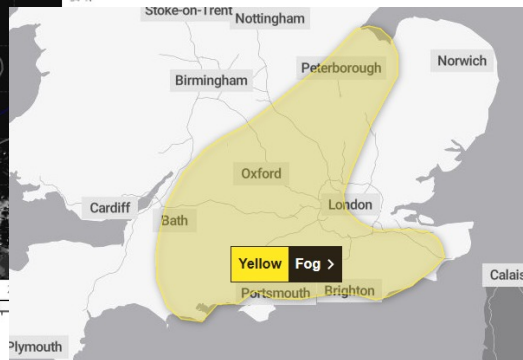 Stoke-on-Trent
Nottingham
Peterborough
Norwich
Birmingham
Oxford
Cardiff
London
Bath
Yellow Fog >
Calais
Portsmouth
Brighton
Plymouth